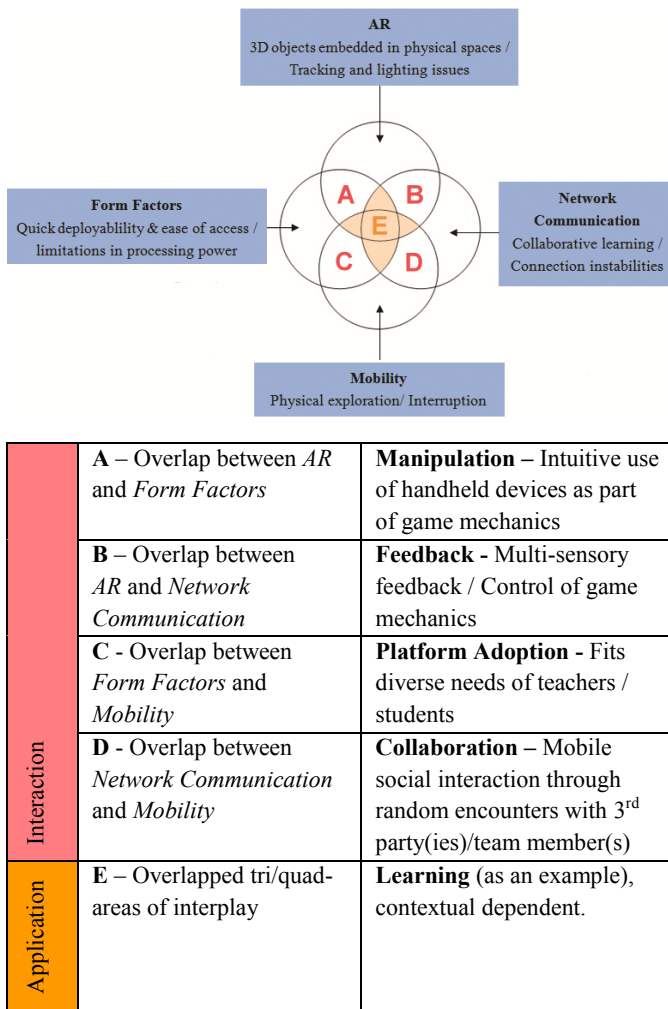 AR
3D objects embedded in physical spaces /
Tracking and lighting issues
Form Factors
Quick deployablility & ease of access /
limitations in processing power
A
B
E
C
D
Network
Communication
Collaborative learning /
Connection instabilities
Mobility
Physical exploration/ Interruption
Interaction
A – Overlap between AR
and Form Factors
Manipulation – Intuitive use
of handheld devices as part
of game mechanics
B – Overlap between
AR and Network
Communication
Feedback - Multi-sensory
feedback / Control of game
mechanics
C - Overlap between
Form Factors and
Mobility
Platform Adoption - Fits
diverse needs of teachers /
students
D - Overlap between
Network Communication
and Mobility
Collaboration – Mobile
social interaction through
random encounters with 3rd
party(ies)/team member(s)
Application
E – Overlapped tri/quad-
areas of interplay
Learning (as an example),
contextual dependent.